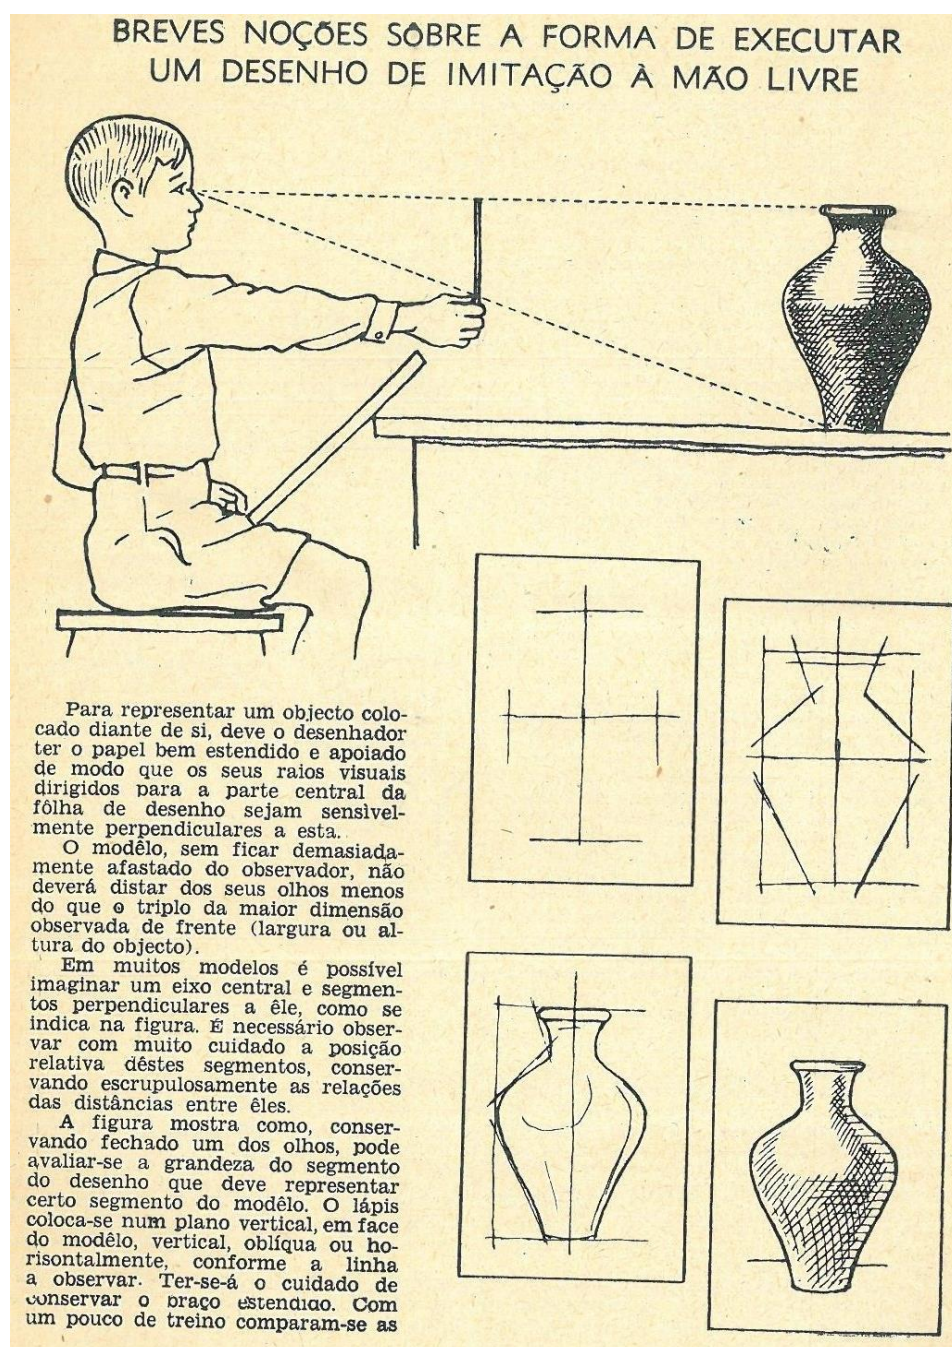 BREVES NOÇÕES SÔBRE A FORMA DE EXECUTAR
UM DESENHO DE IMITAÇÃO À MÃO LIVRE
Para representar um objecto colo-
cado diante de si, deve o desenhador
ter o papel bem estendido e apoiado
de modo que os seus raios visuais
dirigidos para a parte central da
fôlha de desenho sejam sensìvel-
mente perpendiculares a esta.
O modêlo, sem ficar demasiada-
mente afastado do observador, não
deverá distar dos seus olhos menos
do que o triplo da maior dimensão
observada de frente (largura ou al-
tura do objecto).
Em muitos modelos é possível
imaginar um eixo central e segmen-
tos perpendiculares a êle, como se
indica na figura. É necessário obser-
var com muito cuidado a posição
relativa dêstes segmentos, conser-
vando escrupulosamente as relações
das distâncias entre êles.
A figura mostra como, conser-
vando fechado um dos olhos, pode
avaliar-se a grandeza do segmento
do desenho que deve representar
certo segmento do modêlo. O lápis
coloca-se num plano vertical, em face
do modêlo, vertical, oblíqua ou ho-
risontalmente, conforme a linha
a observar. Ter-se-á o cuidado de
conservar o braço estendido. Com
um pouco de treino comparam-se as